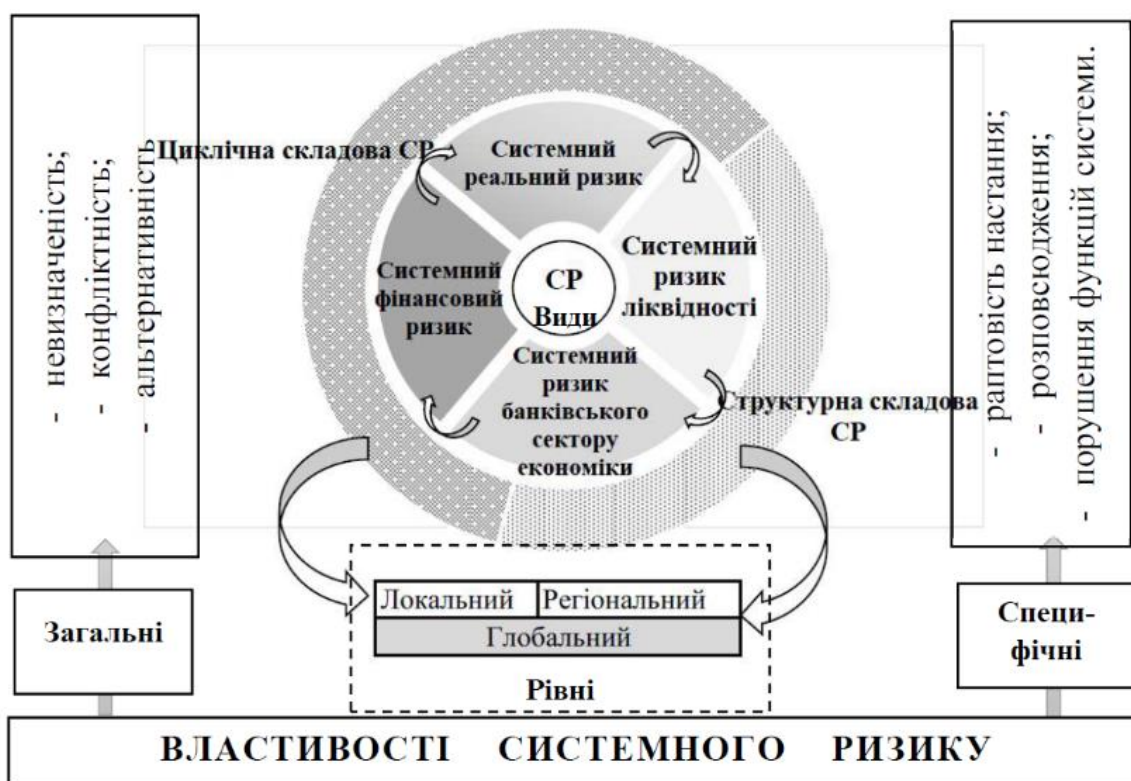 - невизначеність;
- конфліктність;
- альтернативність
Циклічна складова СР
Системний
реальний ризик
Системний
ризик
ліквідності
Системний
фінансовий
ризик
СР
Види
Системний
ризик
банківського
сектору
економіки
Структурна складова
СР
- раптовість настання;
- розповсюдження;
- порушення функцій системи.
Локальний
Регіональний
Глобальний
Рівні
Загальні
Специ-
фічні
ВЛАСТИВОСТІ СИСТЕМНОГО РИЗИКУ